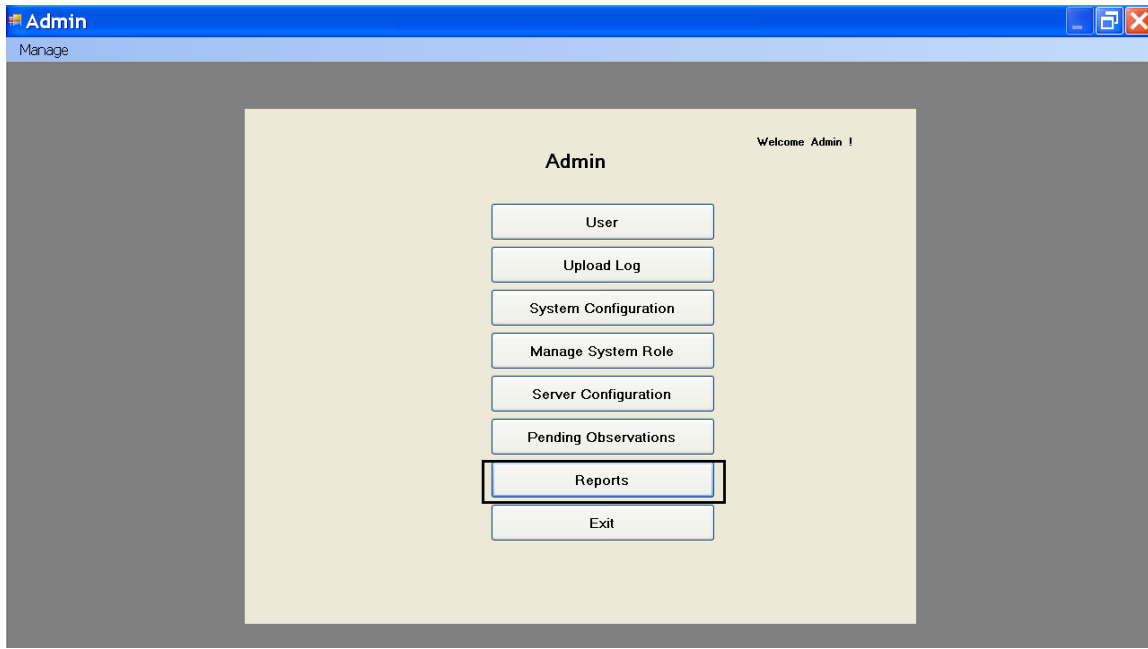 Admin
Manage
Welcome Admin !
Admin
User
Upload Log
System Configuration
Manage System Role
Server Configuration
Pending Observations
Reports
Exit